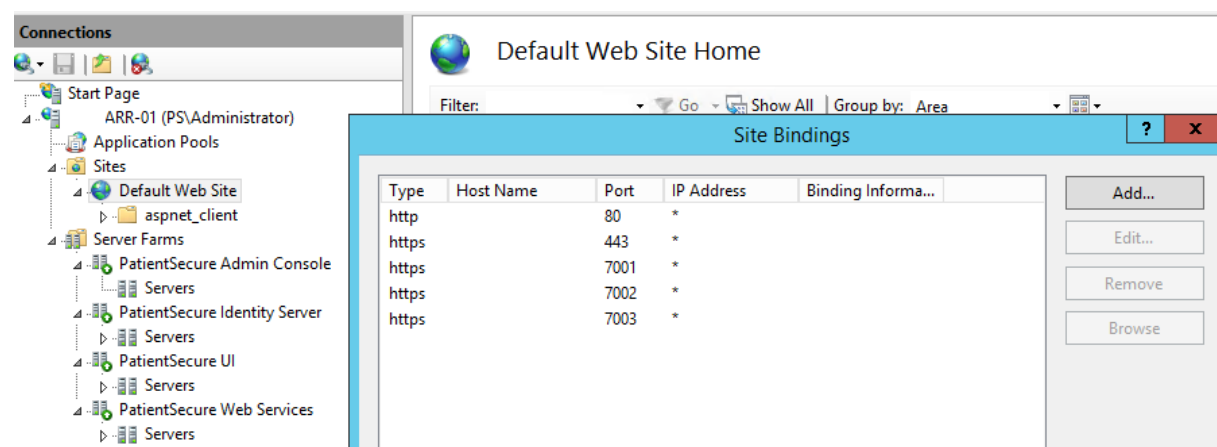 Connections
Start Page
ARR-01 (PS\Administrator)
Application Pools
Sites
Default Web Site
aspnet_client
Server Farms
PatientSecure Admin Console
Servers
PatientSecure Identity Server
Servers
PatientSecure UI
Servers
PatientSecure Web Services
Servers
Default Web Site Home
Filter: Go Show All Group by: Area
Site Bindings ? x
Type Host Name Port IP Address Binding Informa...
http 80 *
https 443 *
https 7001 *
https 7002 *
https 7003 *
Add...
Edit...
Remove
Browse